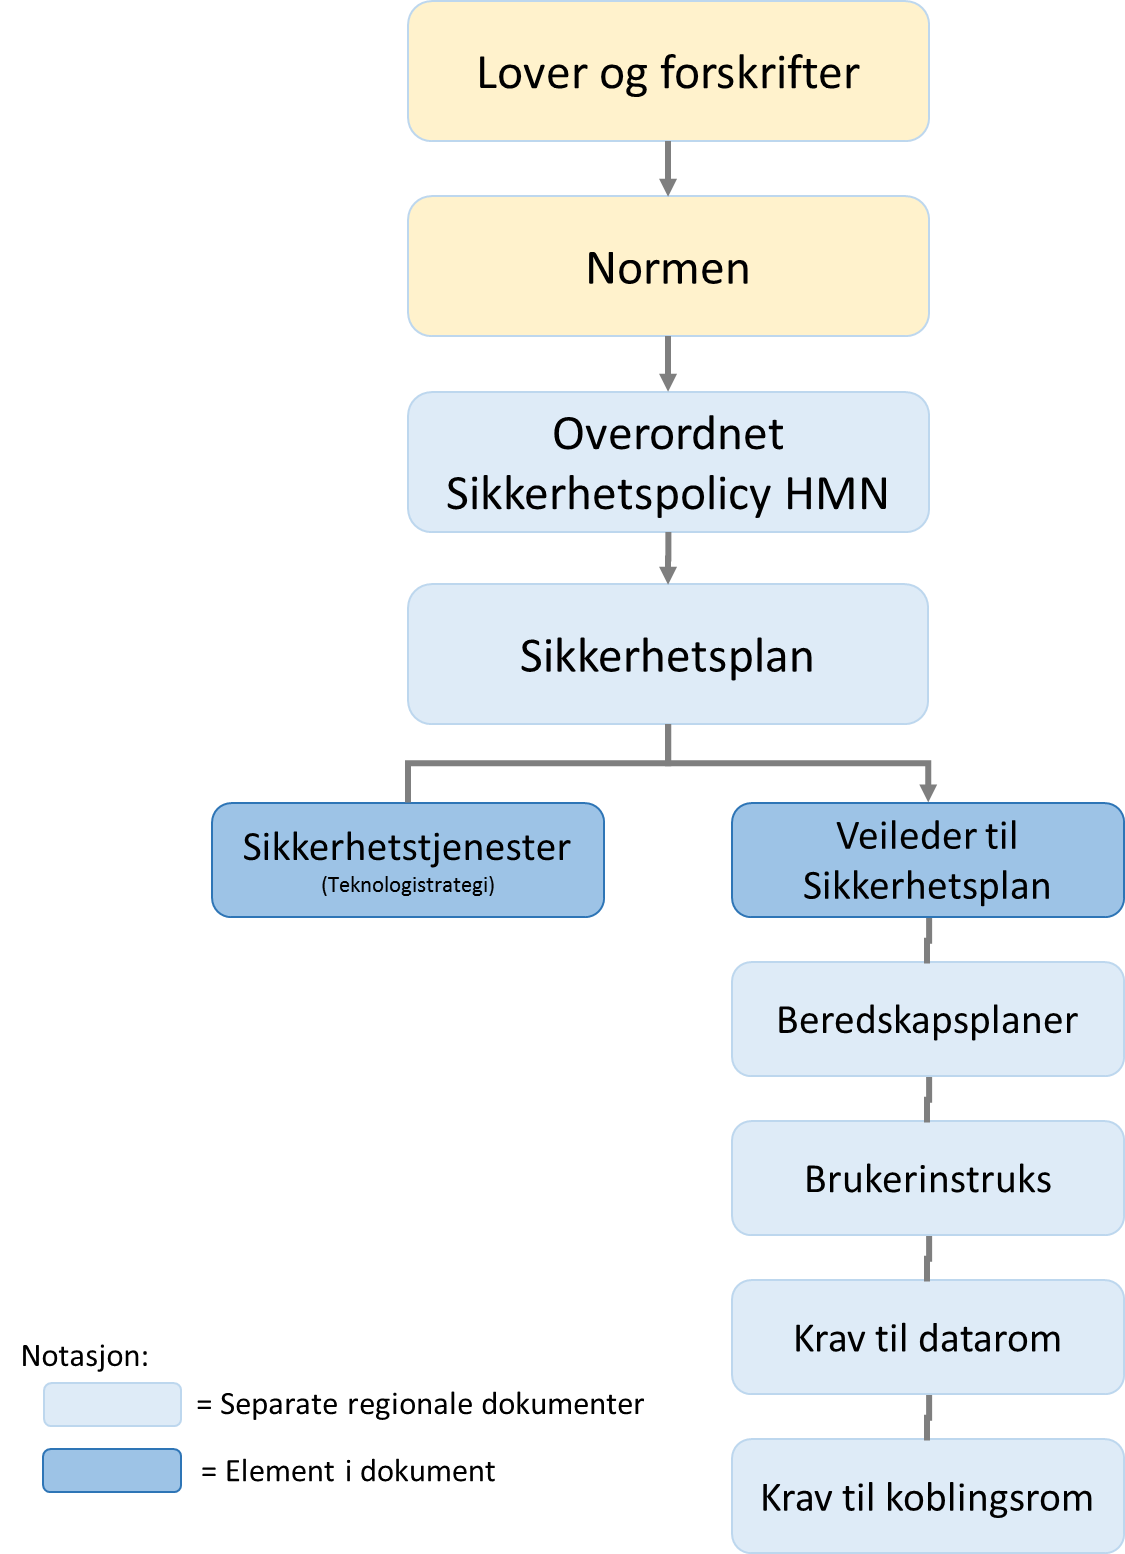 Lover og forskrifter
Normen
Overordnet
Sikkerhetspolicy HMN
Sikkerhetsplan
Sikkerhetstjenester
(Teknologistrategi)
Veileder til
Sikkerhetsplan
Beredskapsplaner
Brukerinstruks
Krav til datarom
Krav til koblingsrom
Notasjon:
= Separate regionale dokumenter
= Element i dokument